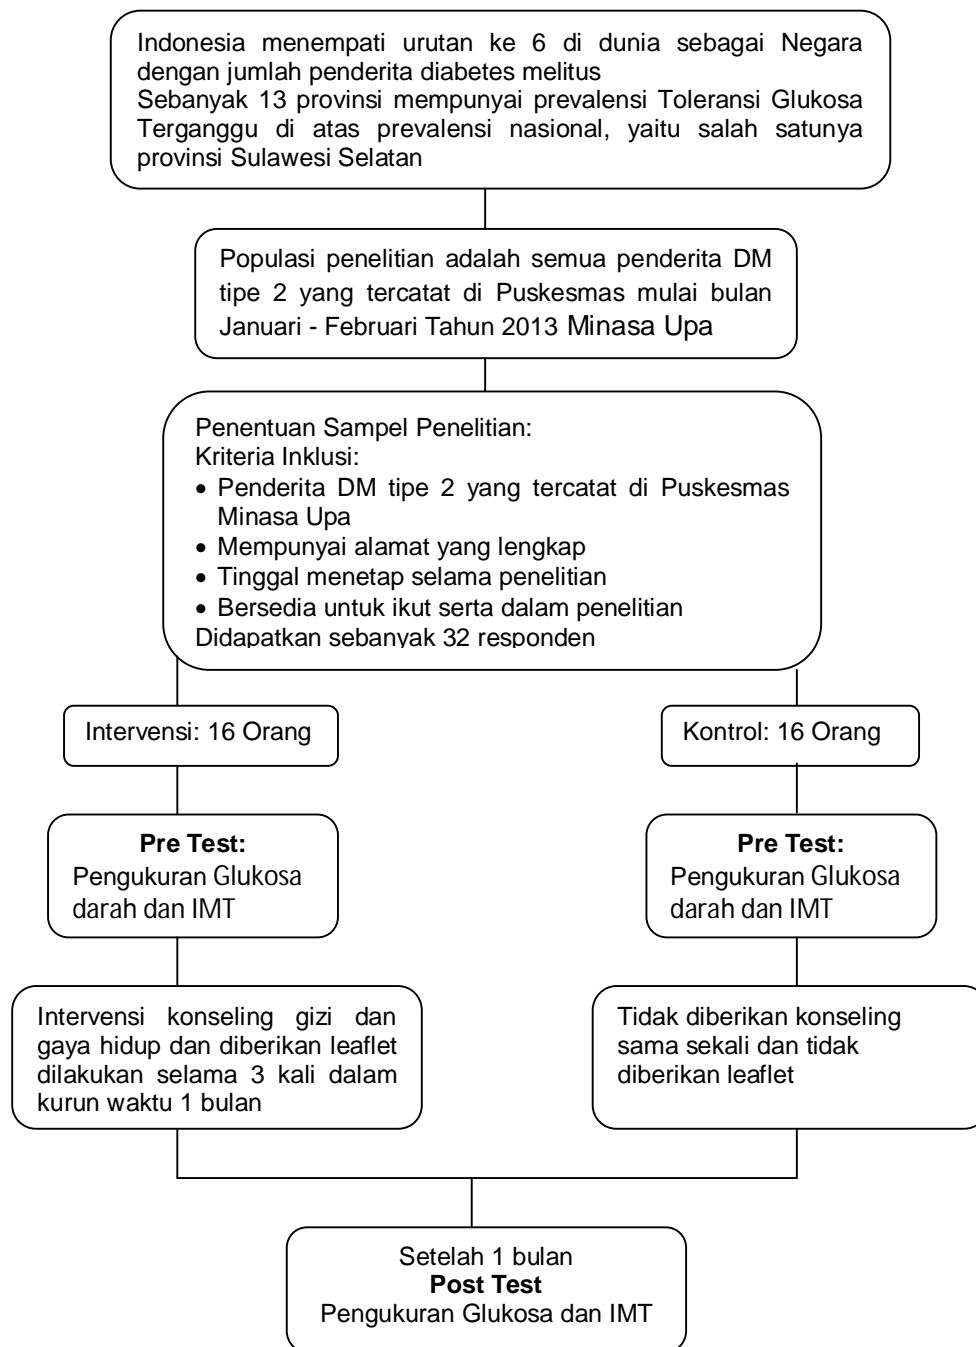 Indonesia menempati urutan ke 6 di dunia sebagai Negara
dengan jumlah penderita diabetes melitus
Sebanyak 13 provinsi mempunyai prevalensi Toleransi Glukosa
Terganggu di atas prevalensi nasional, yaitu salah satunya
provinsi Sulawesi Selatan
Populasi penelitian adalah semua penderita DM
tipe 2 yang tercatat di Puskesmas mulai bulan
Januari - Februari Tahun 2013 Minasa Upa
Penentuan Sampel Penelitian:
Kriteria Inklusi:
• Penderita DM tipe 2 yang tercatat di Puskesmas
Minasa Upa
• Mempunyai alamat yang lengkap
• Tinggal menetap selama penelitian
• Bersedia untuk ikut serta dalam penelitian
Didapatkan sebanyak 32 responden
Intervensi: 16 Orang
Kontrol: 16 Orang
Pre Test:
Pengukuran Glukosa
darah dan IMT
Pre Test:
Pengukuran Glukosa
darah dan IMT
Intervensi konseling gizi dan
gaya hidup dan diberikan leaflet
dilakukan selama 3 kali dalam
kurun waktu 1 bulan
Tidak diberikan konseling
sama sekali dan tidak
diberikan leaflet
Setelah 1 bulan
Post Test
Pengukuran Glukosa dan IMT